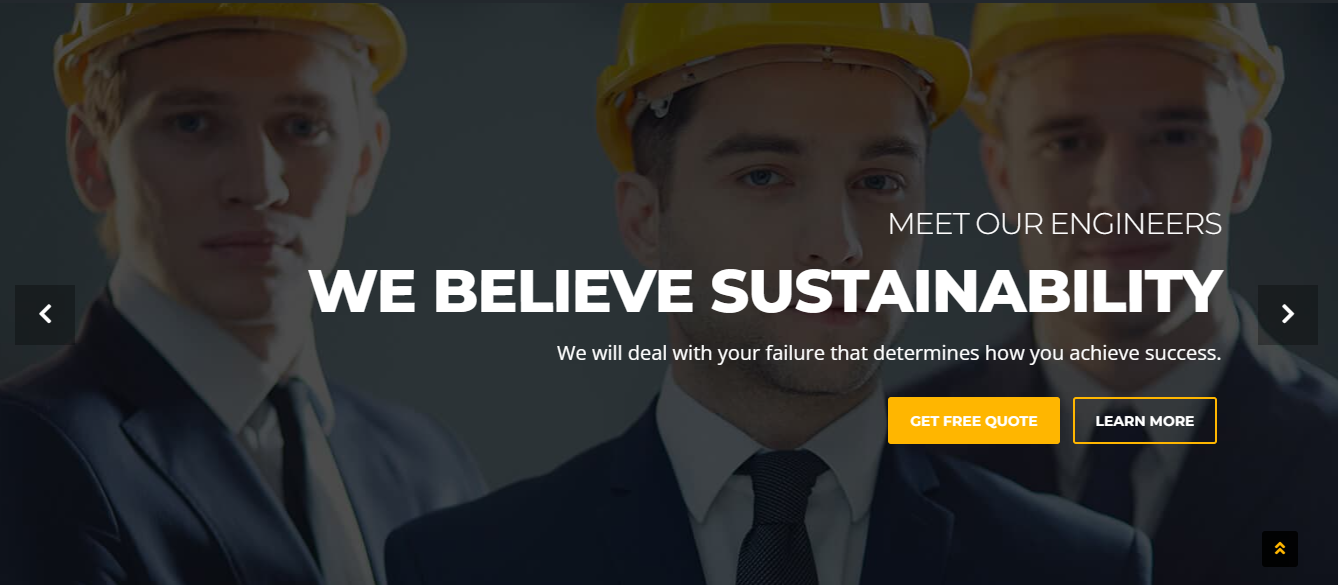 MEET OUR ENGINEERS
WE BELIEVE SUSTAINABILITY
We will deal with your failure that determines how you achieve success.
GET FREE QUOTE
LEARN MORE